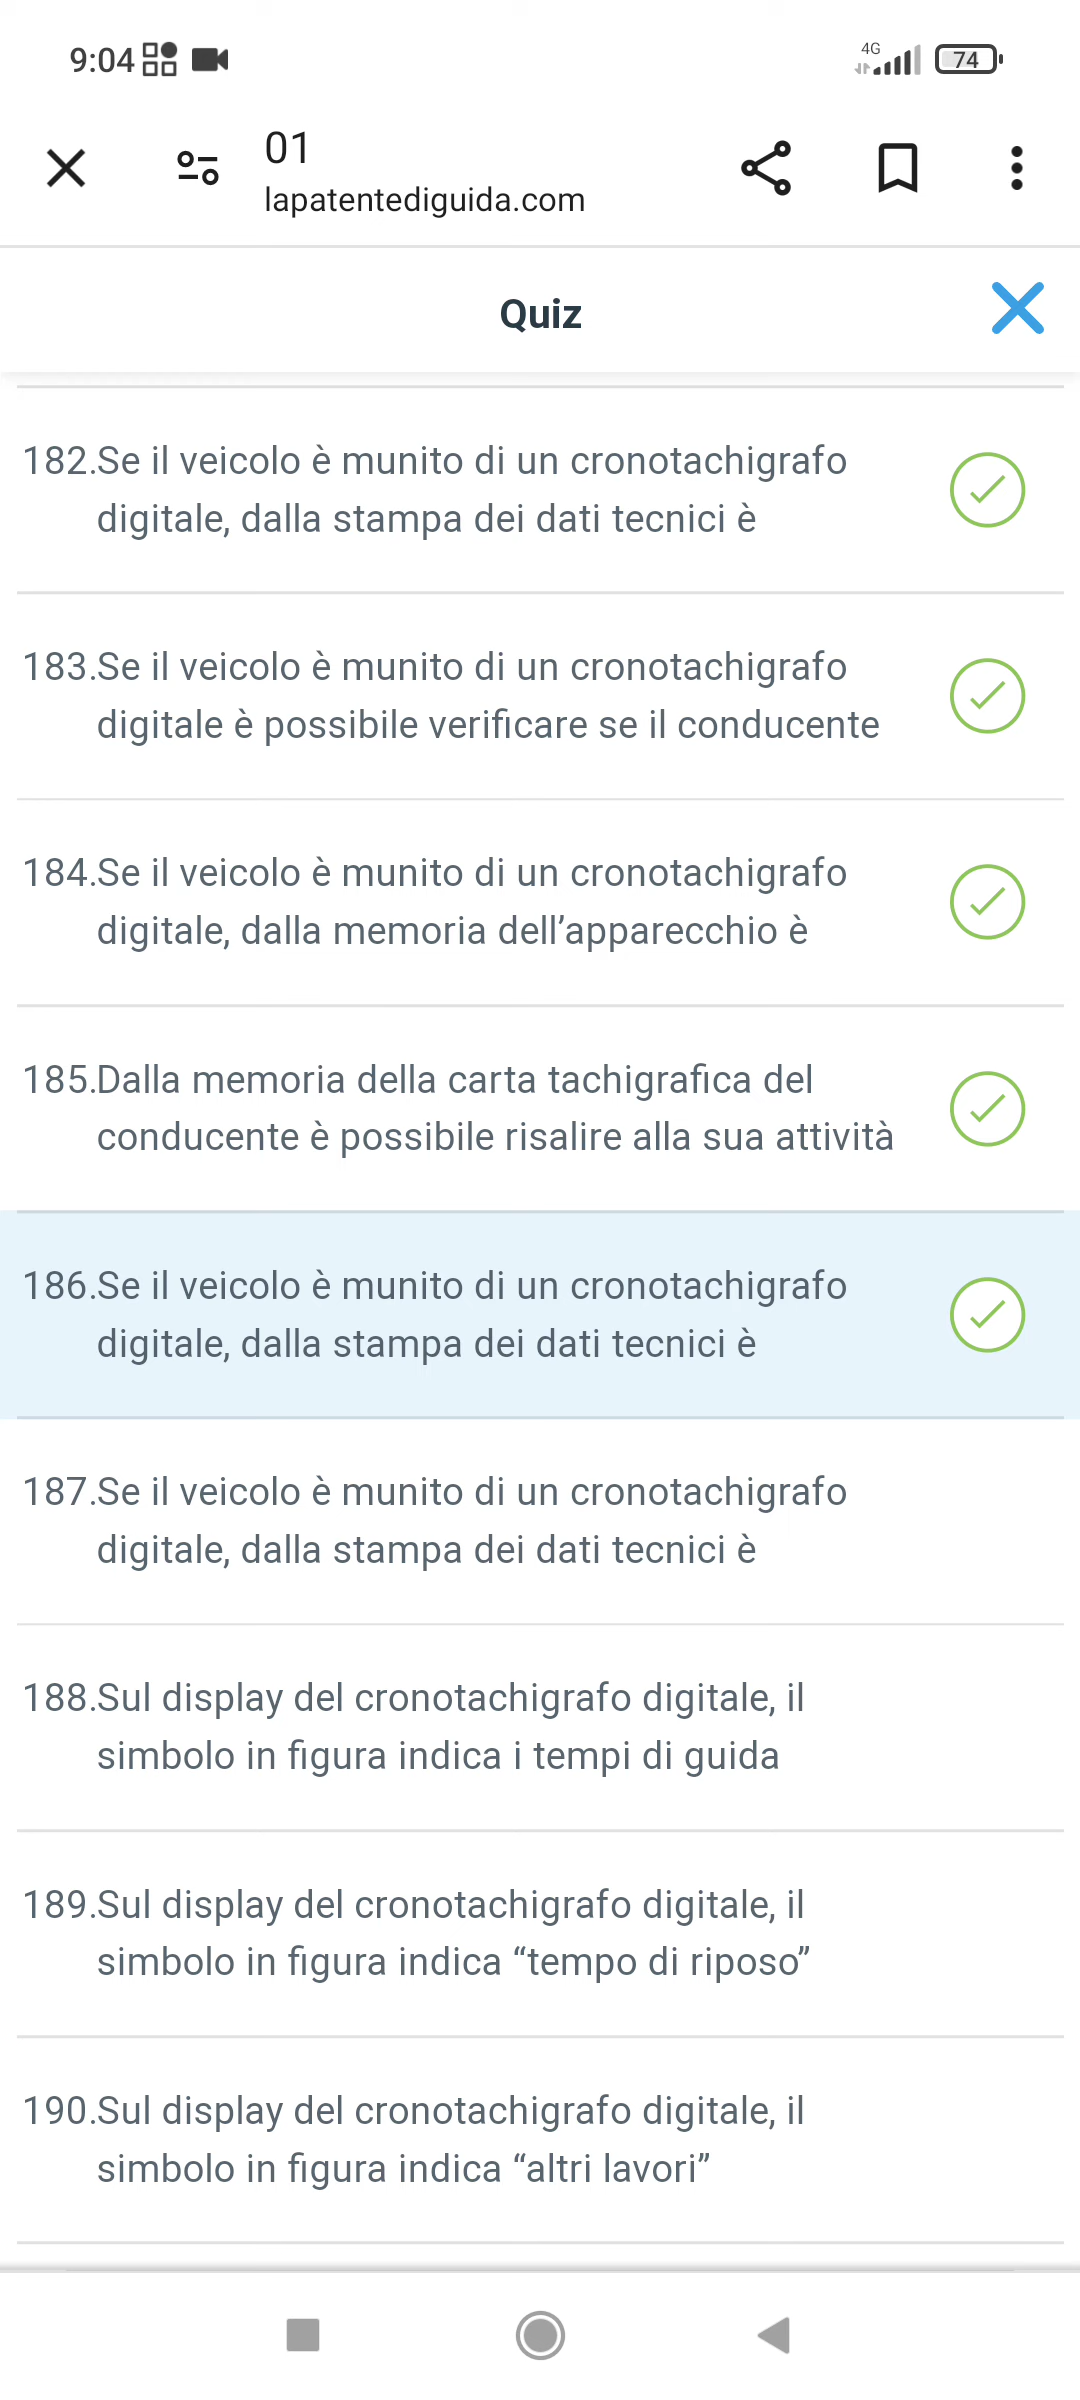 9:04
4G
74
01
lapatentediguida.com
Quiz
182.Se il veicolo è munito di un cronotachigrafo
digitale, dalla stampa dei dati tecnici è
183.Se il veicolo è munito di un cronotachigrafo
digitale è possibile verificare se il conducente
184.Se il veicolo è munito di un cronotachigrafo
digitale, dalla memoria dell’apparecchio è
185.Dalla memoria della carta tachigrafica del
conducente è possibile risalire alla sua attività
186.Se il veicolo è munito di un cronotachigrafo
digitale, dalla stampa dei dati tecnici è
187.Se il veicolo è munito di un cronotachigrafo
digitale, dalla stampa dei dati tecnici è
188.Sul display del cronotachigrafo digitale, il
simbolo in figura indica i tempi di guida
189.Sul display del cronotachigrafo digitale, il
simbolo in figura indica “tempo di riposo”
190.Sul display del cronotachigrafo digitale, il
simbolo in figura indica “altri lavori”